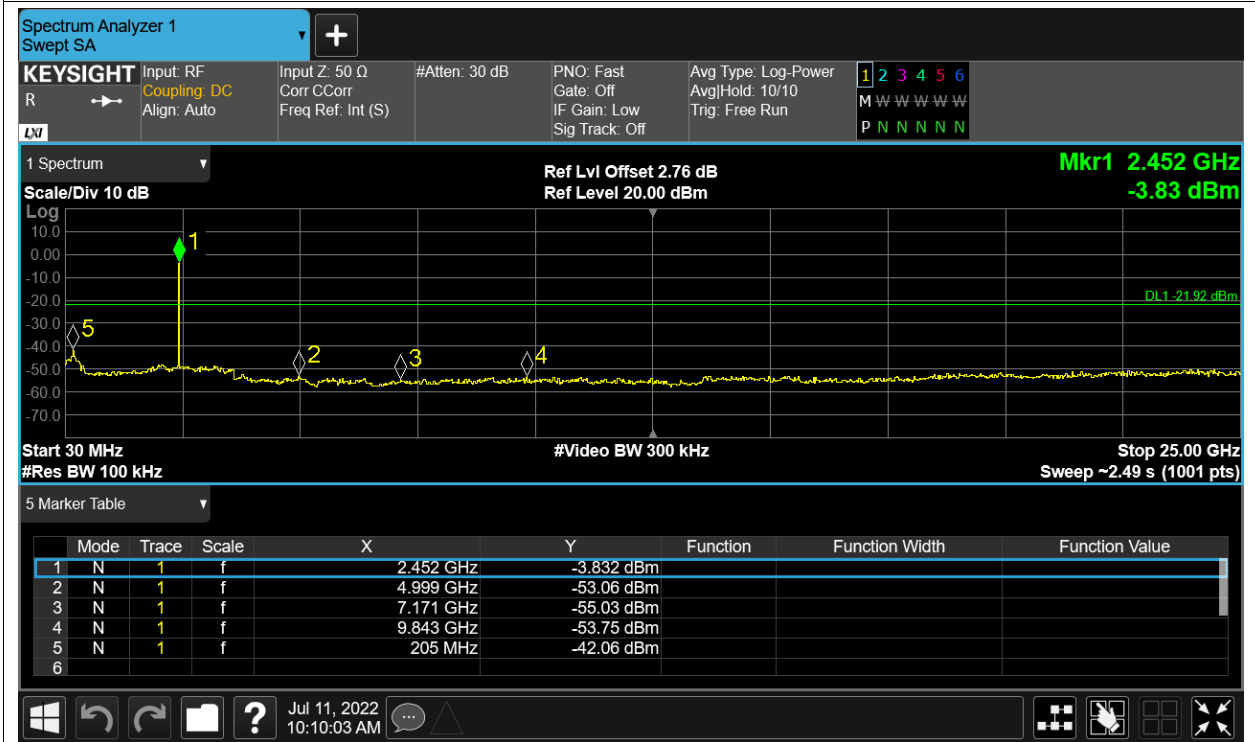 Spectrum Analyzer 1
Swept SA
KEYSIGHT
R
LXI
Input: RF
Coupling: DC
Align: Auto
Input Z: 50 Ω
Corr CCorr
Freq Ref: Int (S)
#Atten: 30 dB
PNO: Fast
Gate: Off
IF Gain: Low
Sig Track: Off
Avg Type: Log-Power
Avg|Hold: 10/10
Trig: Free Run
1 2 3 4 5 6
M W W W W W
P N N N N N
1 Spectrum
Scale/Div 10 dB
Ref Lvl Offset 2.76 dB
Ref Level 20.00 dBm
Mkr1 2.452 GHz
-3.83 dBm
Log
10.0
0.00
-10.0
-20.0
-30.0
-40.0
-50.0
-60.0
-70.0
1
5
2
3
4
DL1 -21.92 dBm
Start 30 MHz
#Res BW 100 kHz
#Video BW 300 kHz
Stop 25.00 GHz
Sweep ~2.49 s (1001 pts)
5 Marker Table
Mode Trace Scale X Y Function Function Width Function Value
1 N 1 f 2.452 GHz -3.832 dBm
2 N 1 f 4.999 GHz -53.06 dBm
3 N 1 f 7.171 GHz -55.03 dBm
4 N 1 f 9.843 GHz -53.75 dBm
5 N 1 f 205 MHz -42.06 dBm
6
?
Jul 11, 2022
10:10:03 AM